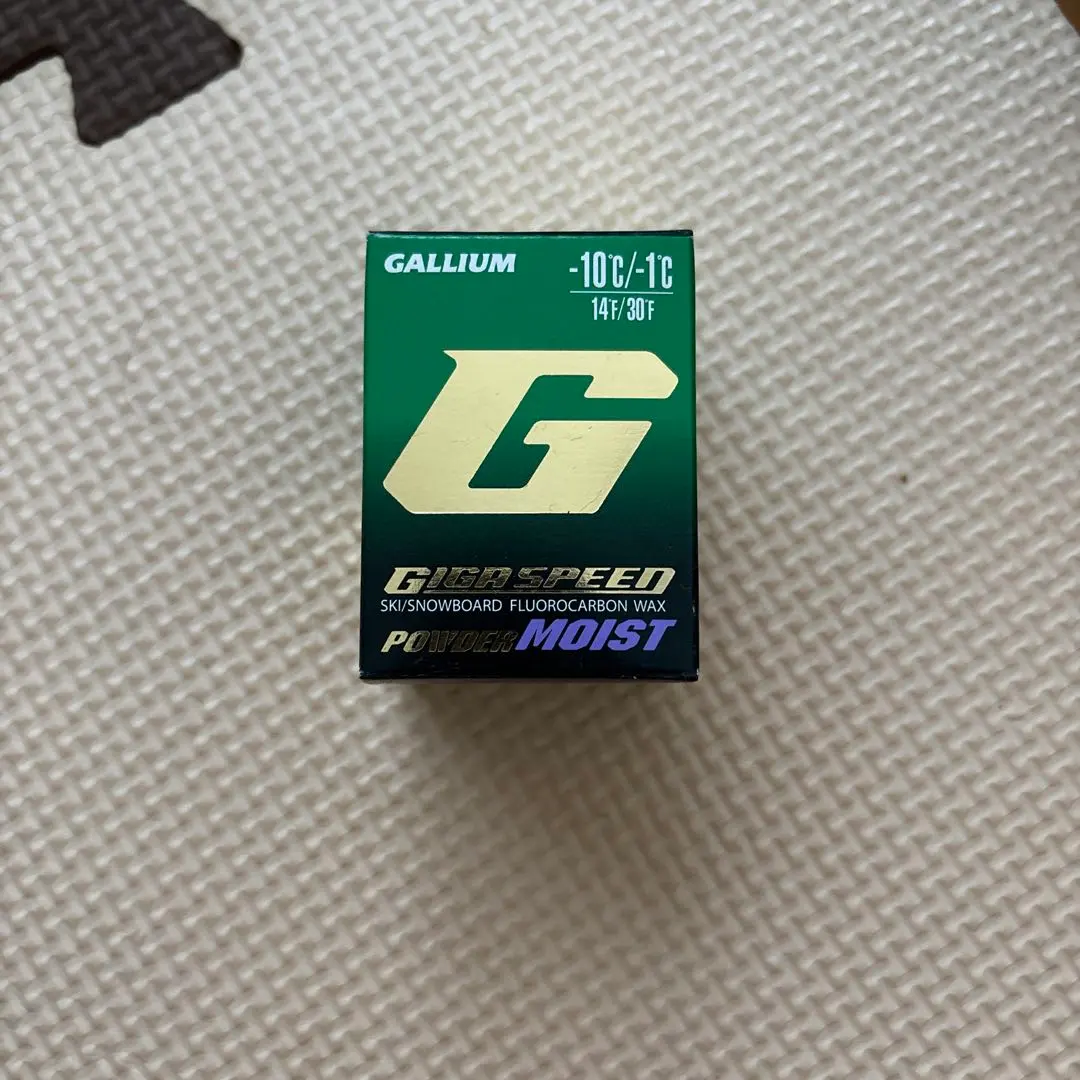 GALLIUM
-10°C/-1°C
14°F/30°F
G
GIGA SPEED
SKI/SNOWBOARD FLUOROCARBON WAX
POWDER MOIST